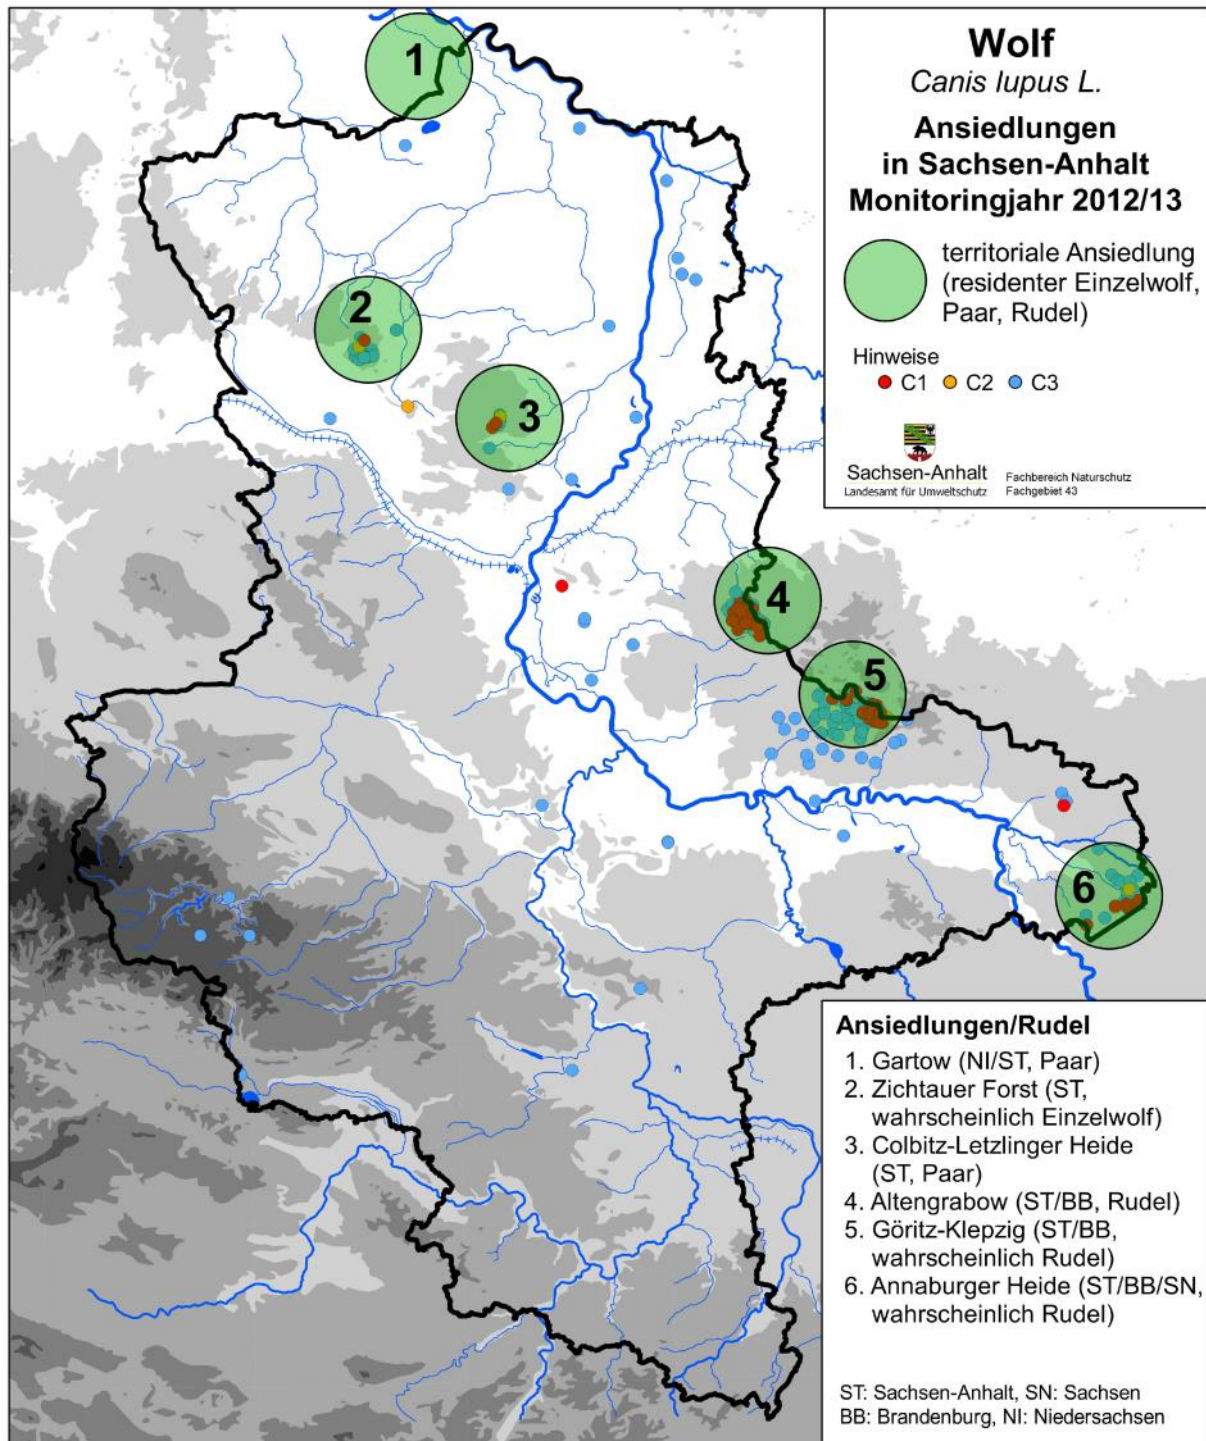 Wolf
Canis lupus L.
Ansiedlungen
in Sachsen-Anhalt
Monitoringjahr 2012/13
territoriale Ansiedlung
(residenter Einzelwolf,
Paar, Rudel)
Hinweise
C1 C2 C3
Sachsen-Anhalt
Landesamt für Umweltschutz
Fachbereich Naturschutz
Fachgebiet 43
1
2
3
4
5
6
Ansiedlungen/Rudel
1. Gartow (NI/ST, Paar)
2. Zichtauer Forst (ST,
wahrscheinlich Einzelwolf)
3. Colbitz-Letzlinger Heide
(ST, Paar)
4. Altengrabow (ST/BB, Rudel)
5. Göritz-Klepzig (ST/BB,
wahrscheinlich Rudel)
6. Annaburger Heide (ST/BB/SN,
wahrscheinlich Rudel)
ST: Sachsen-Anhalt, SN: Sachsen
BB: Brandenburg, NI: Niedersachsen